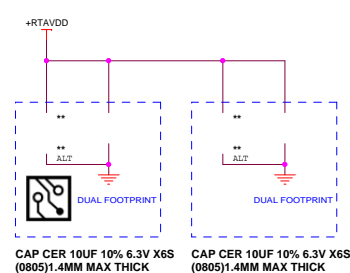 +RTAVDD
** **
** **
ALT ALT
DUAL FOOTPRINT DUAL FOOTPRINT
CAP CER 10UF 10% 6.3V X6S
(0805)1.4MM MAX THICK
CAP CER 10UF 10% 6.3V X6S
(0805)1.4MM MAX THICK